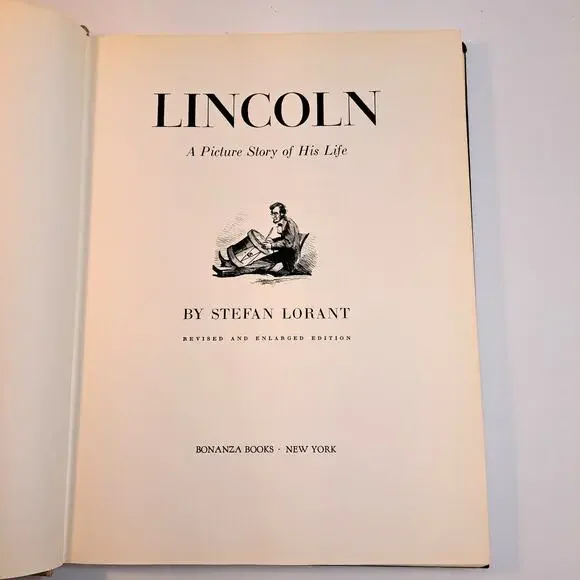 LINCOLN
A Picture Story of His Life
BY STEFAN LORANT
REVISED AND ENLARGED EDITION
BONANZA BOOKS · NEW YORK